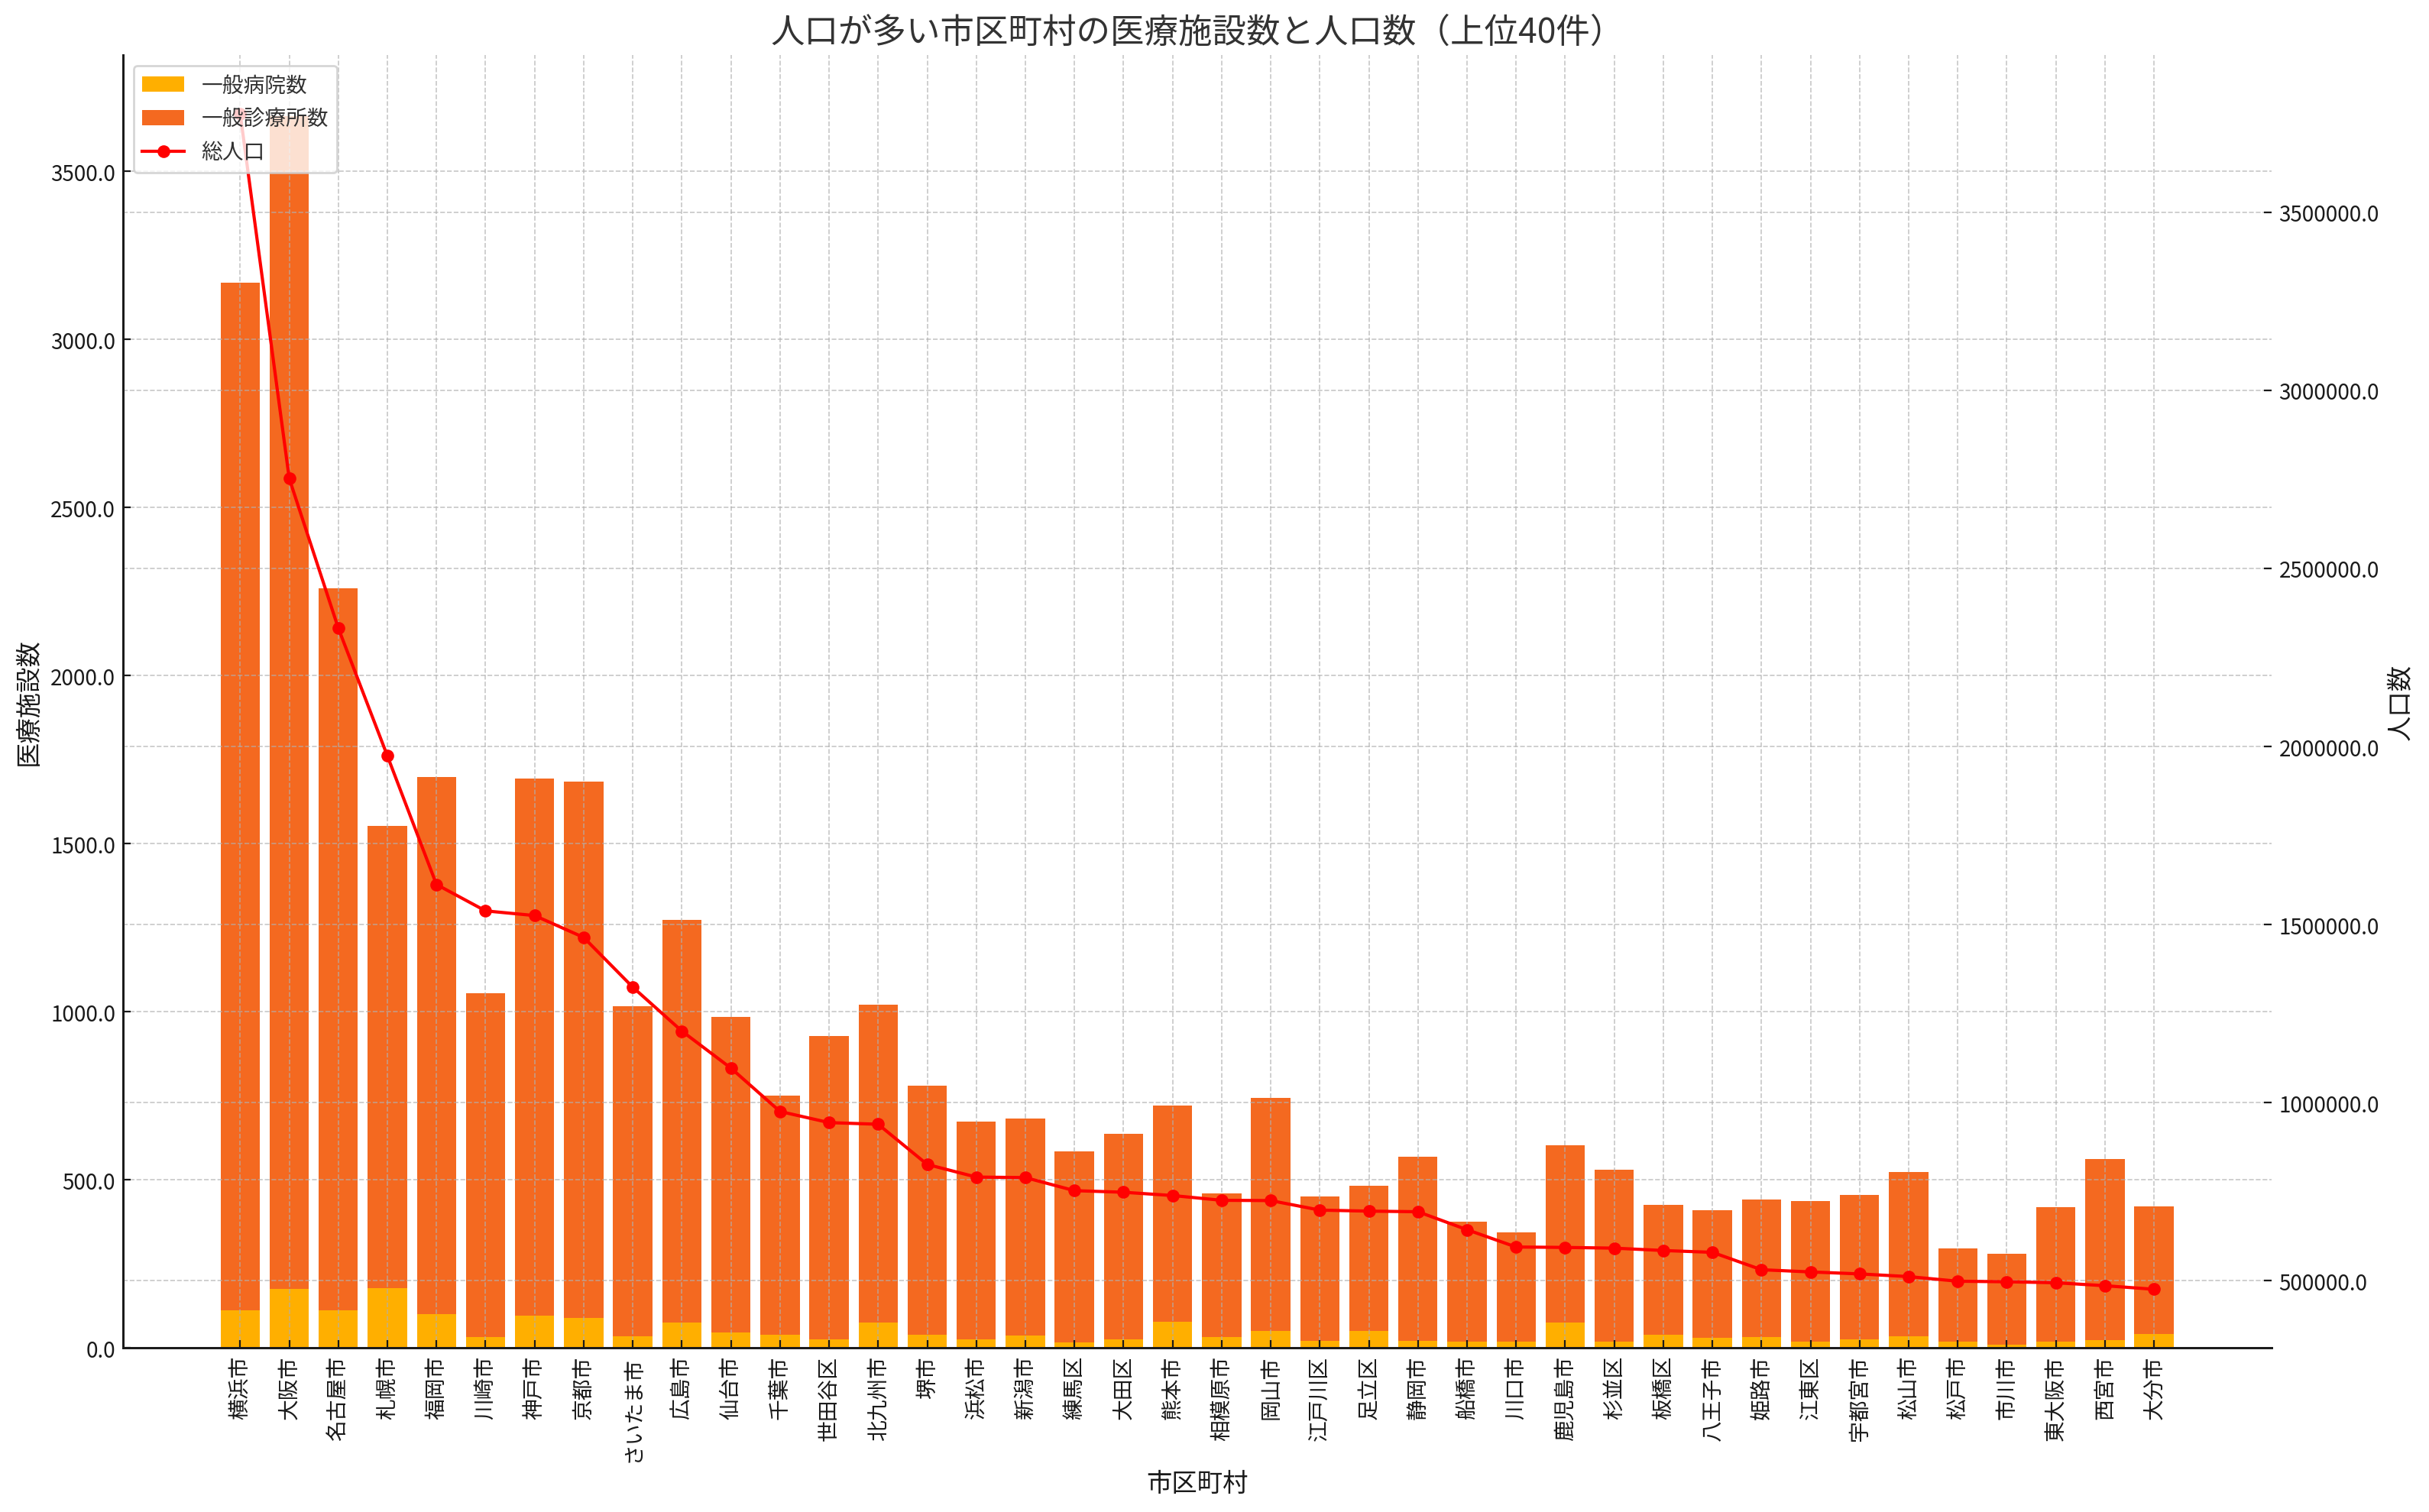 人口が多い市区町村の医療施設数と人口数（上位40件）
一般病院数
一般診療所数
総人口
医療施設数
3500.0
3000.0
2500.0
2000.0
1500.0
1000.0
500.0
0.0
3500000.0
3000000.0
2500000.0
2000000.0
1500000.0
1000000.0
500000.0
人口数
横浜市
大阪市
名古屋市
札幌市
福岡市
川崎市
神戸市
京都市
さいたま市
広島市
仙台市
千葉市
世田谷区
北九州市
堺市
浜松市
新潟市
練馬区
大田区
熊本市
相模原市
岡山市
江戸川区
足立区
静岡市
船橋市
川口市
鹿児島市
杉並区
板橋区
八王子市
姫路市
江東区
宇都宮市
松山市
松戸市
市川市
東大阪市
西宮市
大分市
市区町村